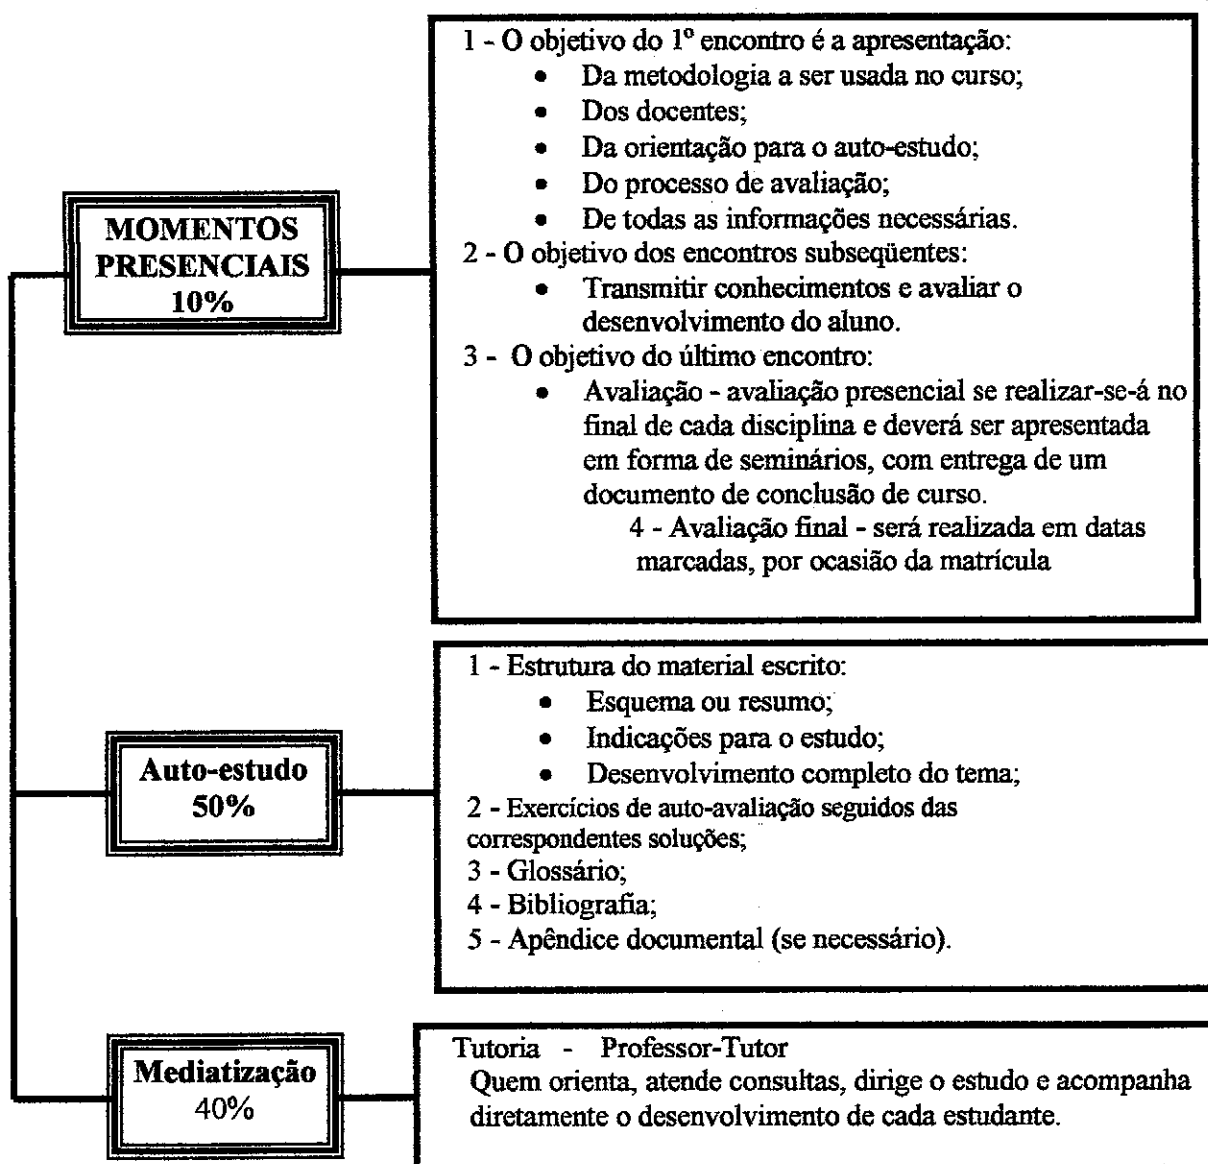 MOMENTOS
PRESENCIAIS
10%
1 - O objetivo do 1º encontro é a apresentação:
• Da metodologia a ser usada no curso;
• Dos docentes;
• Da orientação para o auto-estudo;
• Do processo de avaliação;
• De todas as informações necessárias.
2 - O objetivo dos encontros subseqüentes:
• Transmitir conhecimentos e avaliar o
desenvolvimento do aluno.
3 - O objetivo do último encontro:
• Avaliação - avaliação presencial se realizar-se-á no
final de cada disciplina e deverá ser apresentada
em forma de seminários, com entrega de um
documento de conclusão de curso.
4 - Avaliação final - será realizada em datas
marcadas, por ocasião da matrícula
Auto-estudo
50%
1 - Estrutura do material escrito:
• Esquema ou resumo;
• Indicações para o estudo;
• Desenvolvimento completo do tema;
2 - Exercícios de auto-avaliação seguidos das
correspondentes soluções;
3 - Glossário;
4 - Bibliografia;
5 - Apêndice documental (se necessário).
Mediatização
40%
Tutoria - Professor-Tutor
Quem orienta, atende consultas, dirige o estudo e acompanha
diretamente o desenvolvimento de cada estudante.